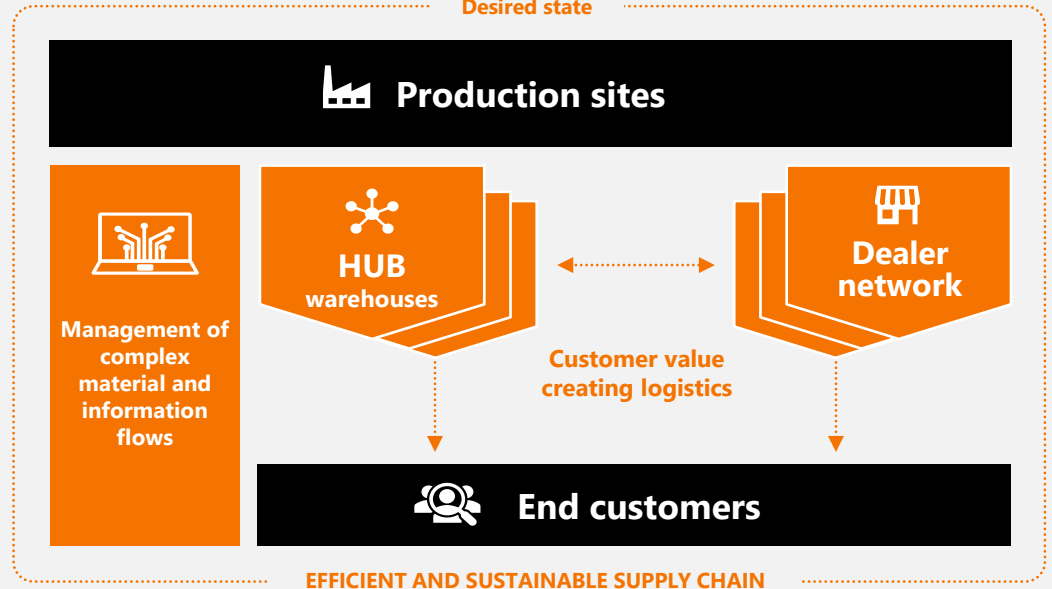 Desired state
Production sites
HUB
warehouses
Dealer
network
Management of
complex
material and
information
flows
Customer value
creating logistics
End customers
EFFICIENT AND SUSTAINABLE SUPPLY CHAIN